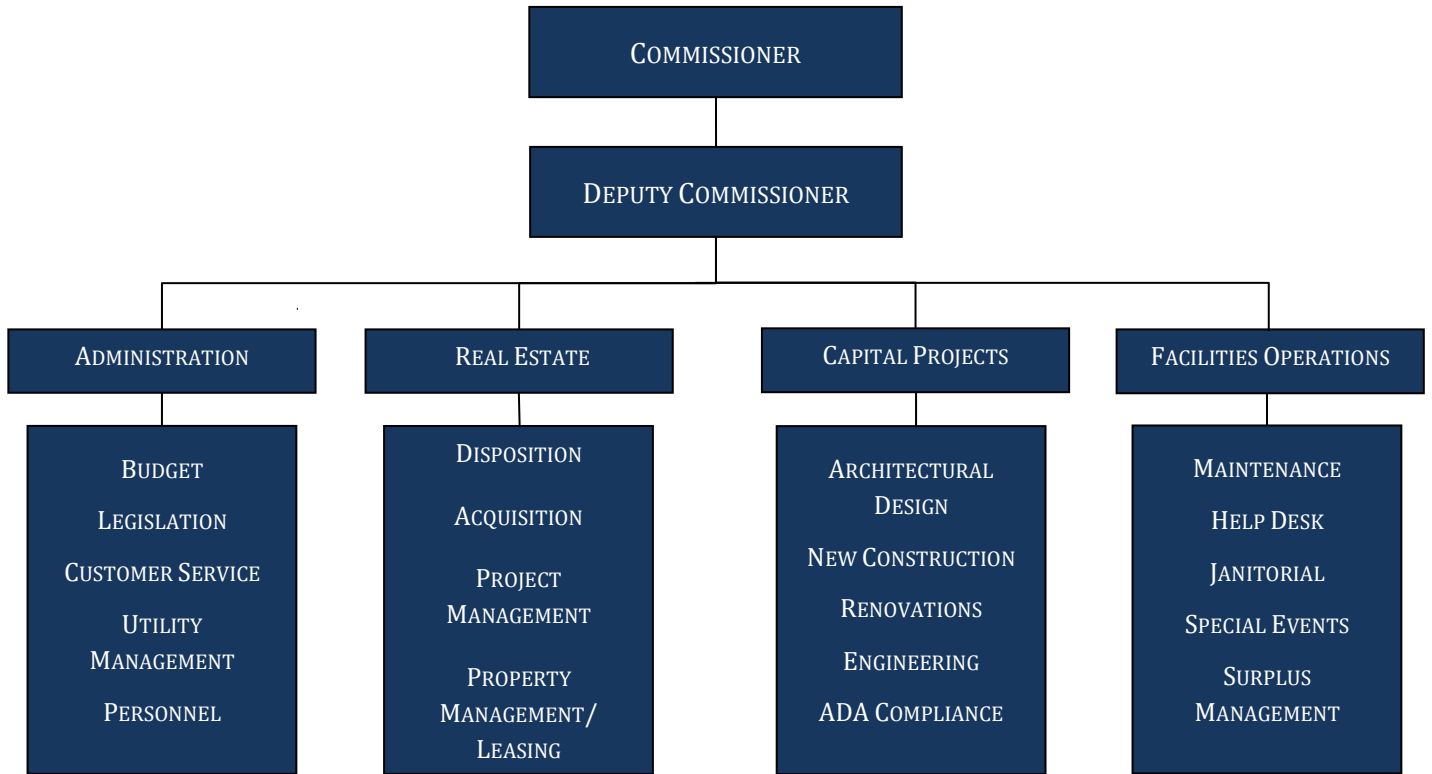 COMMISSIONER
DEPUTY COMMISSIONER
ADMINISTRATION
BUDGET
LEGISLATION
CUSTOMER SERVICE
UTILITY
MANAGEMENT
PERSONNEL
REAL ESTATE
DISPOSITION
ACQUISITION
PROJECT
MANAGEMENT
PROPERTY
MANAGEMENT/
LEASING
CAPITAL PROJECTS
ARCHITECTURAL
DESIGN
NEW CONSTRUCTION
RENOVATIONS
ENGINEERING
ADA COMPLIANCE
FACILITIES OPERATIONS
MAINTENANCE
HELP DESK
JANITORIAL
SPECIAL EVENTS
SURPLUS
MANAGEMENT